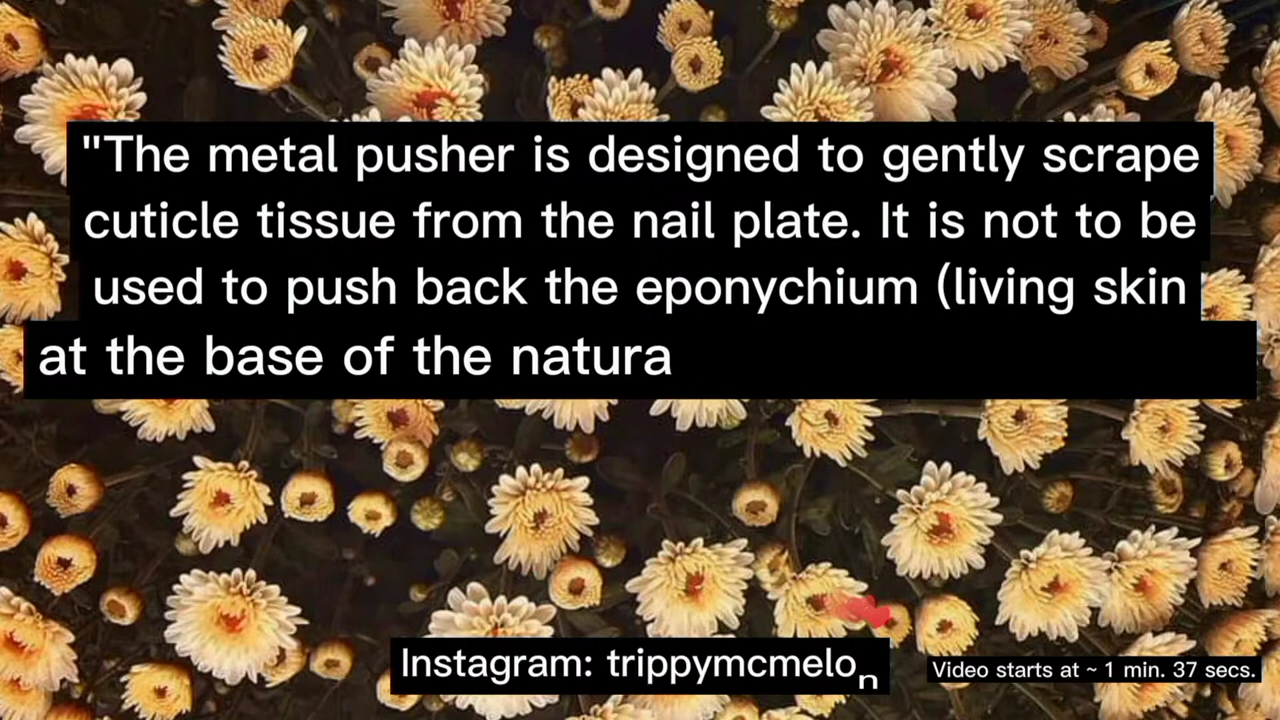 "The metal pusher is designed to gently scrape
cuticle tissue from the nail plate. It is not to be
used to push back the eponychium (living skin
at the base of the natura
Instagram: trippymcmelon
Video starts at ~ 1 min. 37 secs.